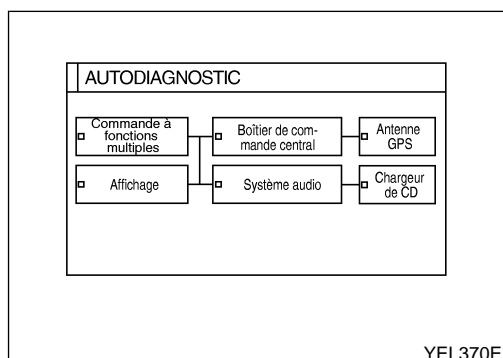 AUTODIAGNOSTIC
Commande à
fonctions
multiples
Boîtier de com-
mande central
Antenne
GPS
Affichage
Système audio
Chargeur
de CD
YEL370F